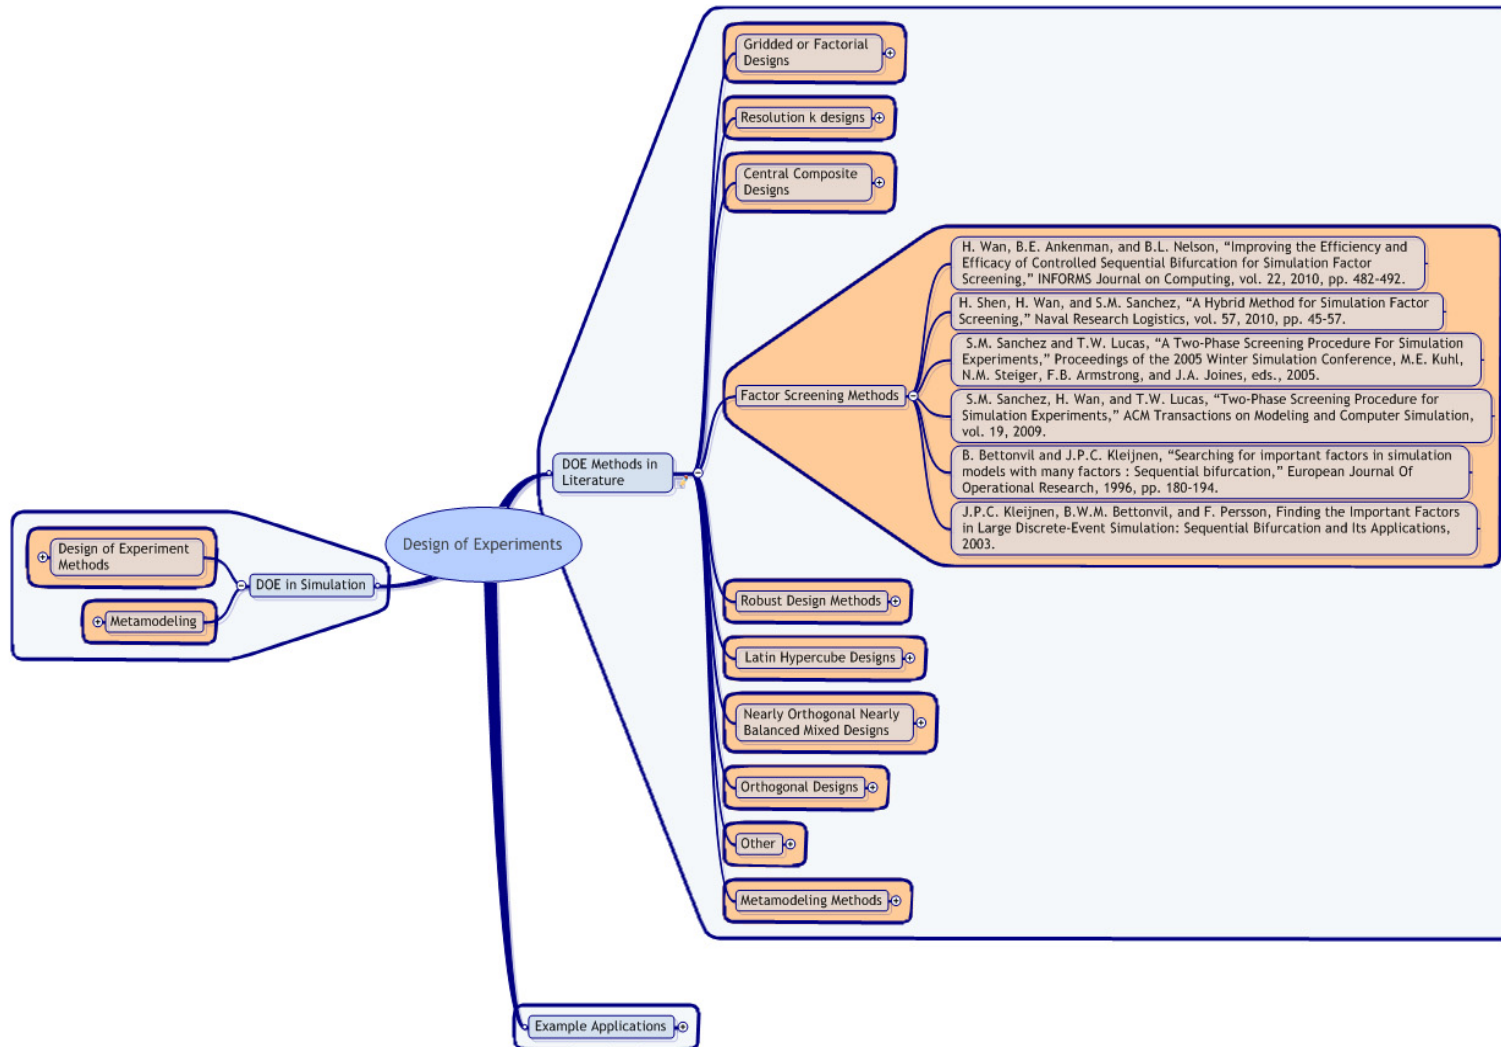 Gridded or Factorial
Designs
Resolution k designs
Central Composite
Designs
H. Wan, B.E. Ankenman, and B.L. Nelson, “Improving the Efficiency and
Efficacy of Controlled Sequential Bifurcation for Simulation Factor
Screening,” INFORMS Journal on Computing, vol. 22, 2010, pp. 482-492.
H. Shen, H. Wan, and S.M. Sanchez, “A Hybrid Method for Simulation Factor
Screening,” Naval Research Logistics, vol. 57, 2010, pp. 45-57.
S.M. Sanchez and T.W. Lucas, “A Two-Phase Screening Procedure For Simulation
Experiments,” Proceedings of the 2005 Winter Simulation Conference, M.E. Kuhl,
N.M. Steiger, F.B. Armstrong, and J.A. Joines, eds., 2005.
Factor Screening Methods
S.M. Sanchez, H. Wan, and T.W. Lucas, “Two-Phase Screening Procedure for
Simulation Experiments,” ACM Transactions on Modeling and Computer Simulation,
vol. 19, 2009.
B. Bettonvil and J.P.C. Kleijnen, “Searching for important factors in simulation
models with many factors : Sequential bifurcation,” European Journal Of
Operational Research, 1996, pp. 180-194.
J.P.C. Kleijnen, B.W.M. Bettonvil, and F. Persson, Finding the Important Factors
in Large Discrete-Event Simulation: Sequential Bifurcation and Its Applications,
2003.
DOE Methods in
Literature
Design of Experiments
Design of Experiment
Methods
DOE in Simulation
Metamodeling
Robust Design Methods
Latin Hypercube Designs
Nearly Orthogonal Nearly
Balanced Mixed Designs
Orthogonal Designs
Other
Metamodeling Methods
Example Applications